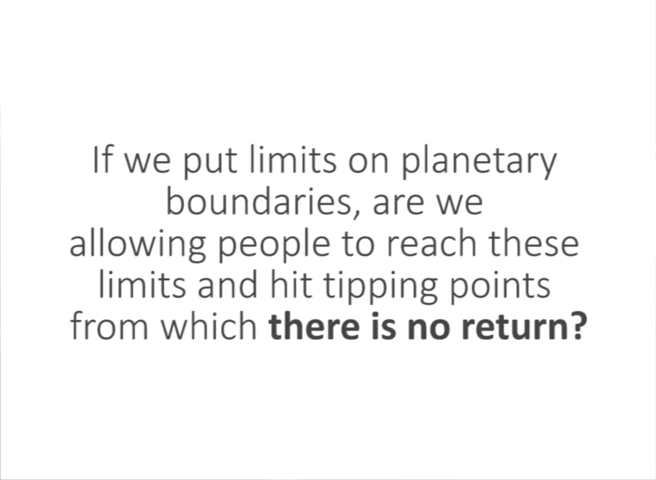 If we put limits on planetary
boundaries, are we
allowing people to reach these
limits and hit tipping points
from which there is no return?